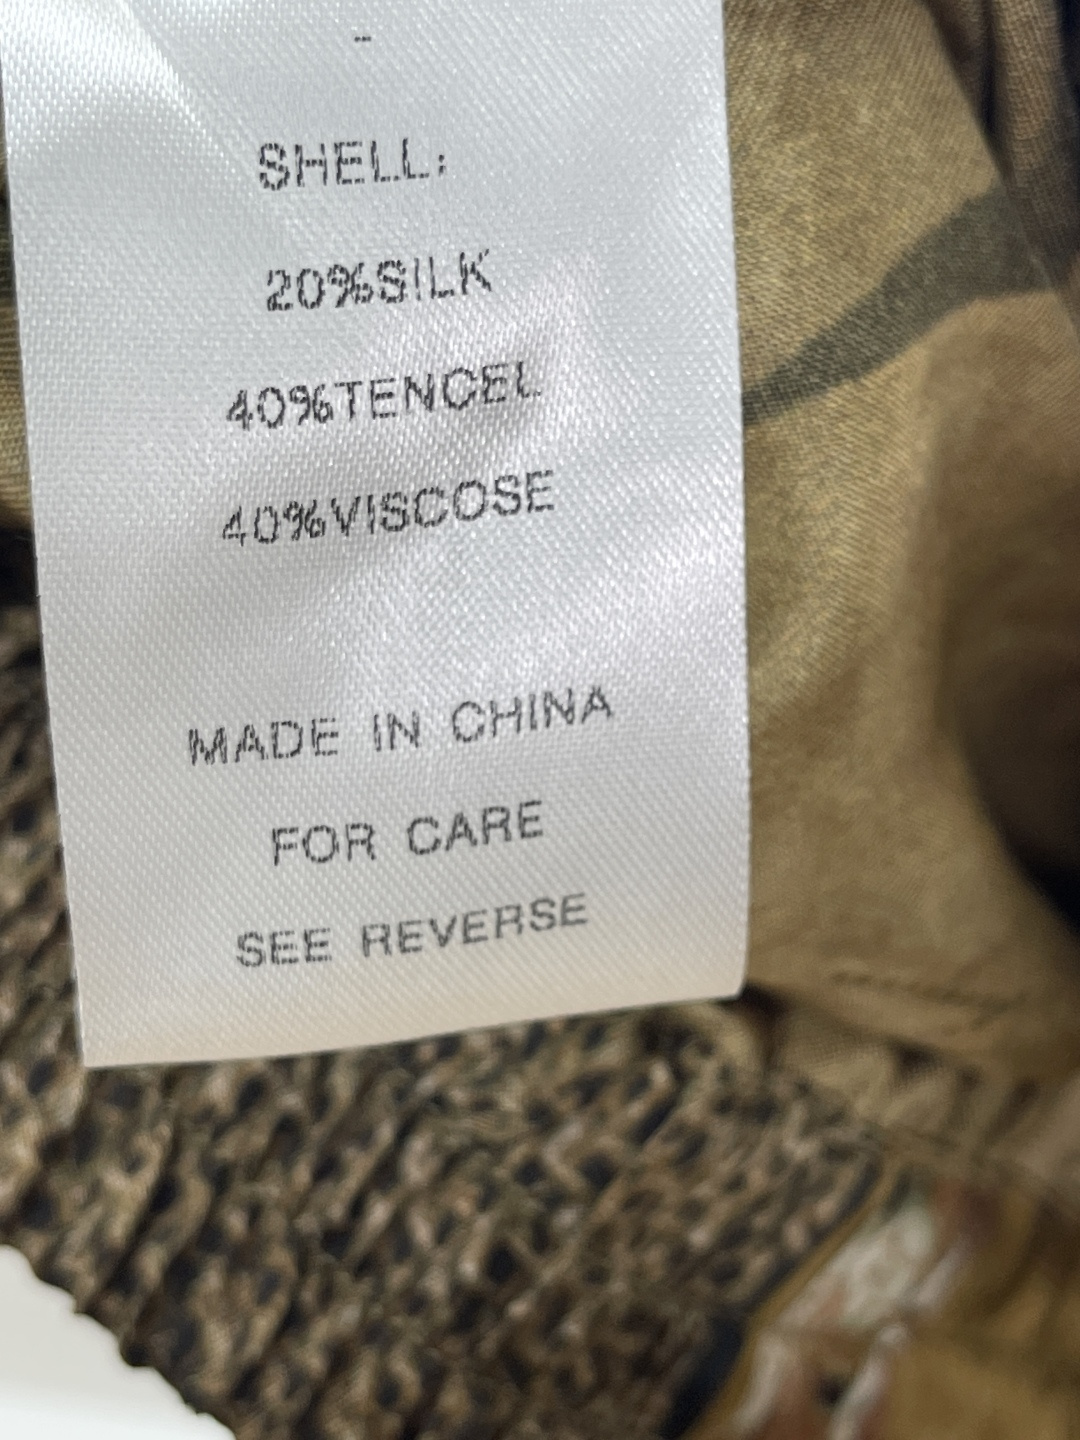 -
SHELL:
20%SILK
40%TENCEL
40%VISCOSE
MADE IN CHINA
FOR CARE
SEE REVERSE